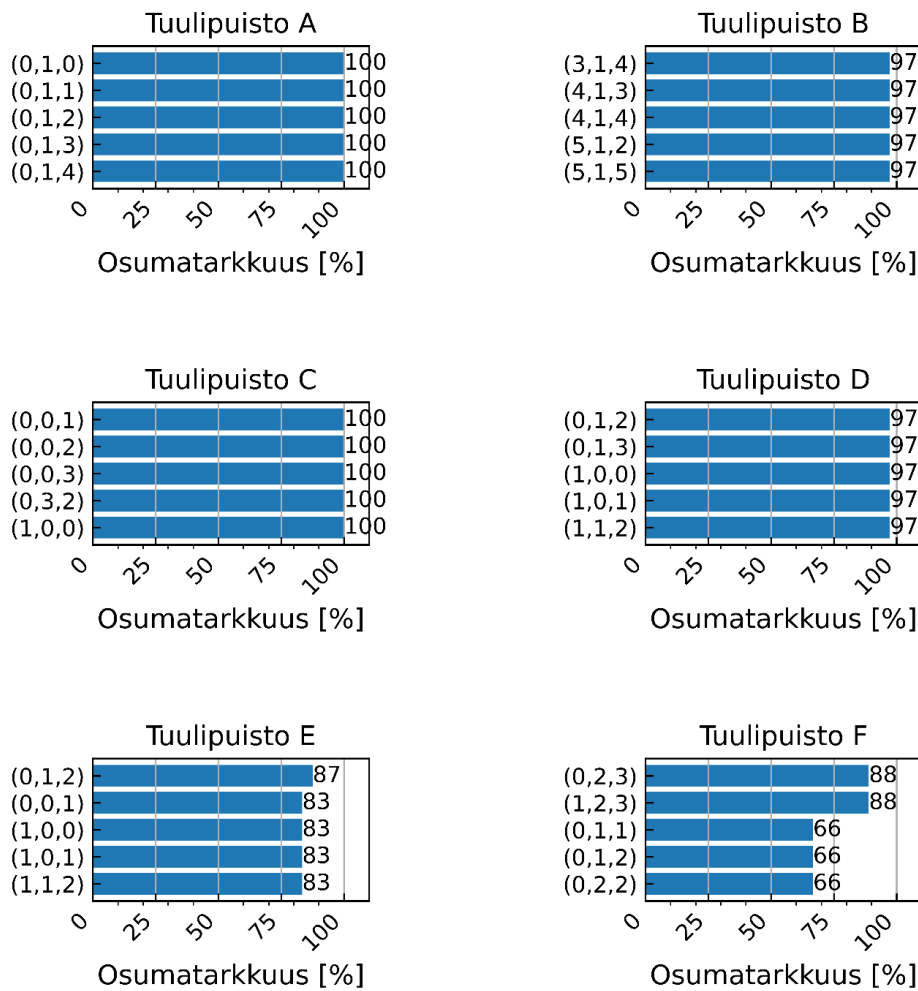 Tuulipuisto A
(0,1,0) 100
(0,1,1) 100
(0,1,2) 100
(0,1,3) 100
(0,1,4) 100
0 25 50 75 100
Osumatarkkuus [%]
Tuulipuisto B
(3,1,4) 97
(4,1,3) 97
(4,1,4) 97
(5,1,2) 97
(5,1,5) 97
0 25 50 75 100
Osumatarkkuus [%]
Tuulipuisto C
(0,0,1) 100
(0,0,2) 100
(0,0,3) 100
(0,3,2) 100
(1,0,0) 100
0 25 50 75 100
Osumatarkkuus [%]
Tuulipuisto D
(0,1,2) 97
(0,1,3) 97
(1,0,0) 97
(1,0,1) 97
(1,1,2) 97
0 25 50 75 100
Osumatarkkuus [%]
Tuulipuisto E
(0,1,2) 87
(0,0,1) 83
(1,0,0) 83
(1,0,1) 83
(1,1,2) 83
0 25 50 75 100
Osumatarkkuus [%]
Tuulipuisto F
(0,2,3) 88
(1,2,3) 88
(0,1,1) 66
(0,1,2) 66
(0,2,2) 66
0 25 50 75 100
Osumatarkkuus [%]